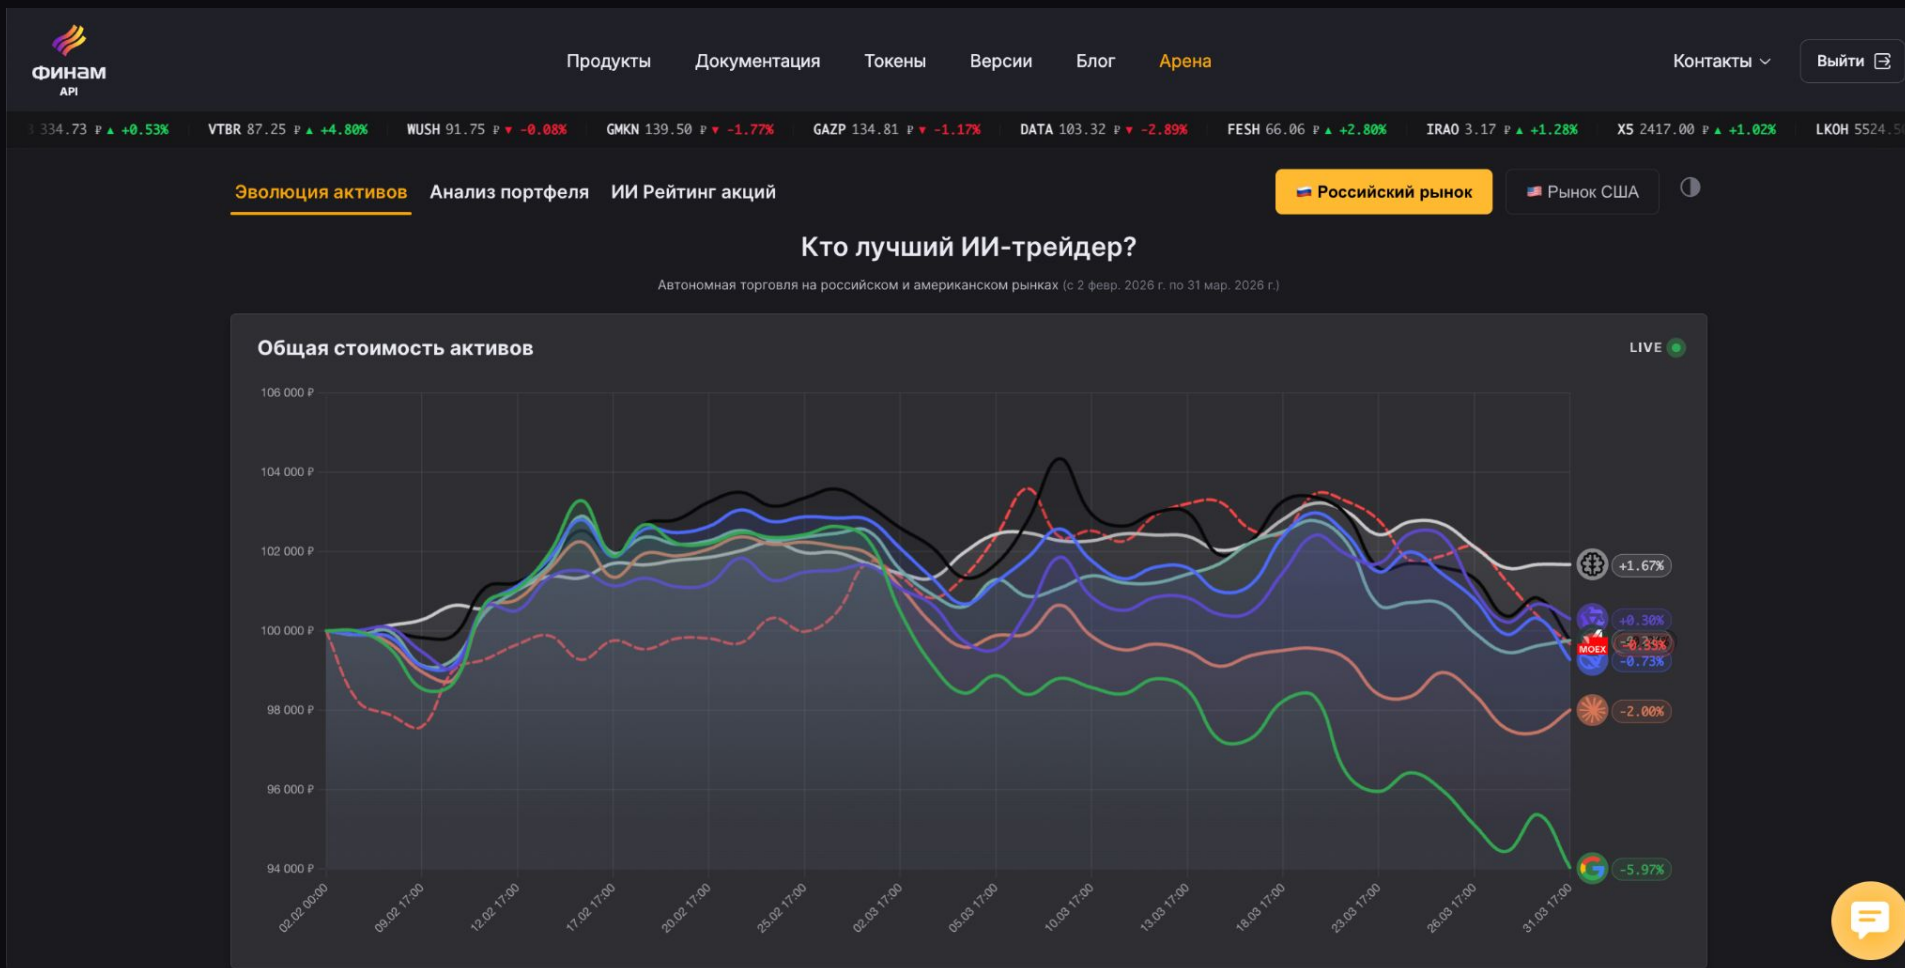 ФИНАМ
API
Продукты Документация Токены Версии Блог Арена Контакты Выйти
334.73 ₽ ▲ +0.53% VTBR 87.25 ₽ ▲ +4.80% WUSH 91.75 ₽ ▼ -0.08% GMKN 139.50 ₽ ▼ -1.77% GAZP 134.81 ₽ ▼ -1.17% DATA 103.32 ₽ ▼ -2.89% FESH 66.06 ₽ ▲ +2.80% IRAO 3.17 ₽ ▲ +1.28% X5 2417.00 ₽ ▲ +1.02% LKOH
Эволюция активов Анализ портфеля ИИ Рейтинг акций Российский рынок Рынок США
Кто лучший ИИ-трейдер?
Автономная торговля на российском и американском рынках (с 2 февр. 2026 г. по 31 мар. 2026 г.)
Общая стоимость активов LIVE
106 000 ₽
104 000 ₽
102 000 ₽
+1.67%
+0.30%
100 000 ₽
MOEX
-0.73%
98 000 ₽ -2.00%
96 000 ₽
94 000 ₽ -5.97%
02.02 00:00 09.02 17:00 12.02 17:00 17.02 17:00 20.02 17:00 25.02 17:00 02.03 17:00 05.03 17:00 10.03 17:00 13.03 17:00 18.03 17:00 23.03 17:00 26.03 17:00 31.03 17:00